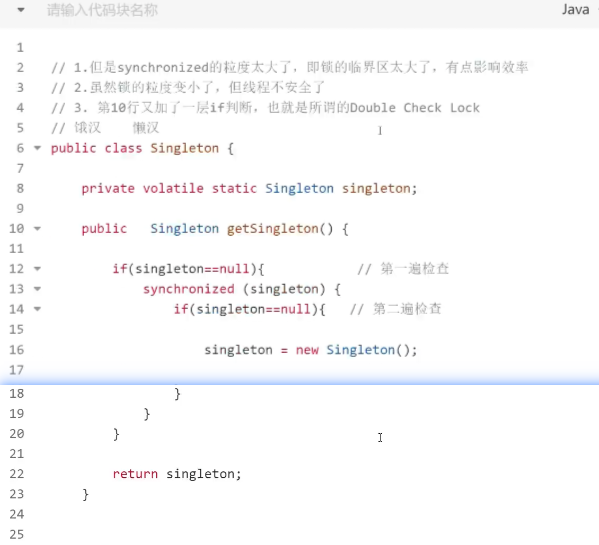 请输入代码块名称 Java
1
2 // 1.但是synchronized的粒度太大了，即锁的临界区太大了，有点影响效率
3 // 2.虽然锁的粒度变小了，但线程不安全了
4 // 3. 第10行又加了一层if判断，也就是所谓的Double Check Lock
5 // 饿汉 懒汉
6 public class Singleton {
7
8 private volatile static Singleton singleton;
9
10 public Singleton getSingleton() {
11
12 if(singleton==null){ // 第一遍检查
13 synchronized (singleton) {
14 if(singleton==null){ // 第二遍检查
15
16 singleton = new Singleton();
17
18 }
19 }
20 }
21
22 return singleton;
23 }
24
25